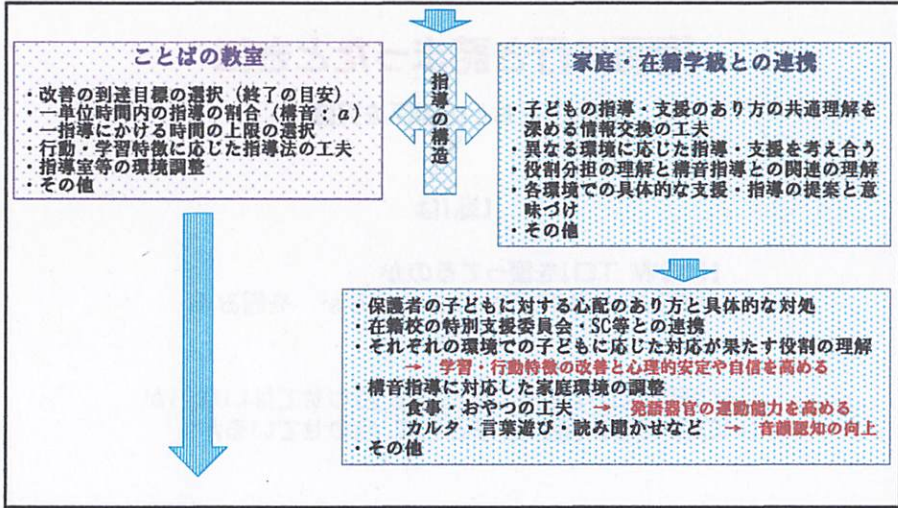 ことばの教室
・改善の到達目標の選択（終了の目安）
・一単位時間内の指導の割合（構音：α）
・一指導にかける時間の上限の選択
・行動・学習特徴に応じた指導法の工夫
・指導室等の環境調整
・その他
指導の構造
家庭・在籍学級との連携
・子どもの指導・支援のあり方の共通理解を
深める情報交換の工夫
・異なる環境に応じた指導・支援を考え合う
・役割分担の理解と構音指導との関連の理解
・各環境での具体的な支援・指導の提案と意
味づけ
・その他
・保護者の子どもに対する心配のあり方と具体的な対処
・在籍校の特別支援委員会・SC等との連携
・それぞれの環境での子どもに応じた対応が果たす役割の理解
→ 学習・行動特徴の改善と心理的安定や自信を高める
・構音指導に対応した家庭環境の調整
食事・おやつの工夫 → 発語器官の運動能力を高める
カルタ・言葉遊び・読み聞かせなど → 音韻認知の向上
・その他